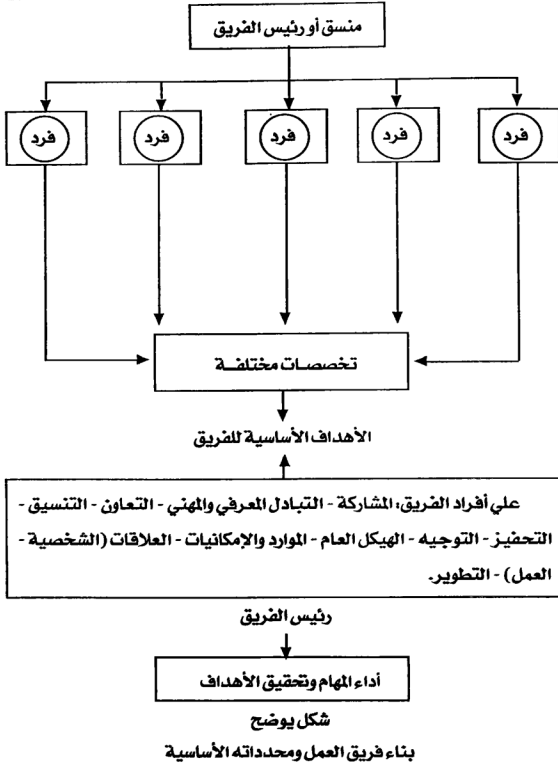 منسق أو رئيس الفريق
فرد فرد فرد فرد فرد
تخصصات مختلفة
الأهداف الأساسية للفريق
علي أفراد الفريق: المشاركة - التبادل المعرفي والمهني - التعاون - التنسيق -
التحفيز - التوجيه - الهيكل العام - الموارد والإمكانيات - العلاقات (الشخصية -
العمل) - التطوير.
رئيس الفريق
أداء المهام وتحقيق الأهداف
شكل يوضح
بناء فريق العمل ومحدداته الأساسية